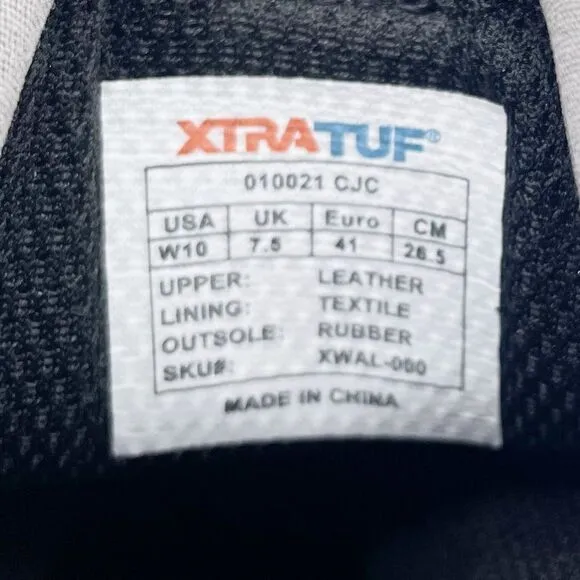 XTRATUF®
010021 CJC
USA UK Euro CM
W10 7.5 41 26.5
UPPER: LEATHER
LINING: TEXTILE
OUTSOLE: RUBBER
SKU#: XWAL-000
MADE IN CHINA